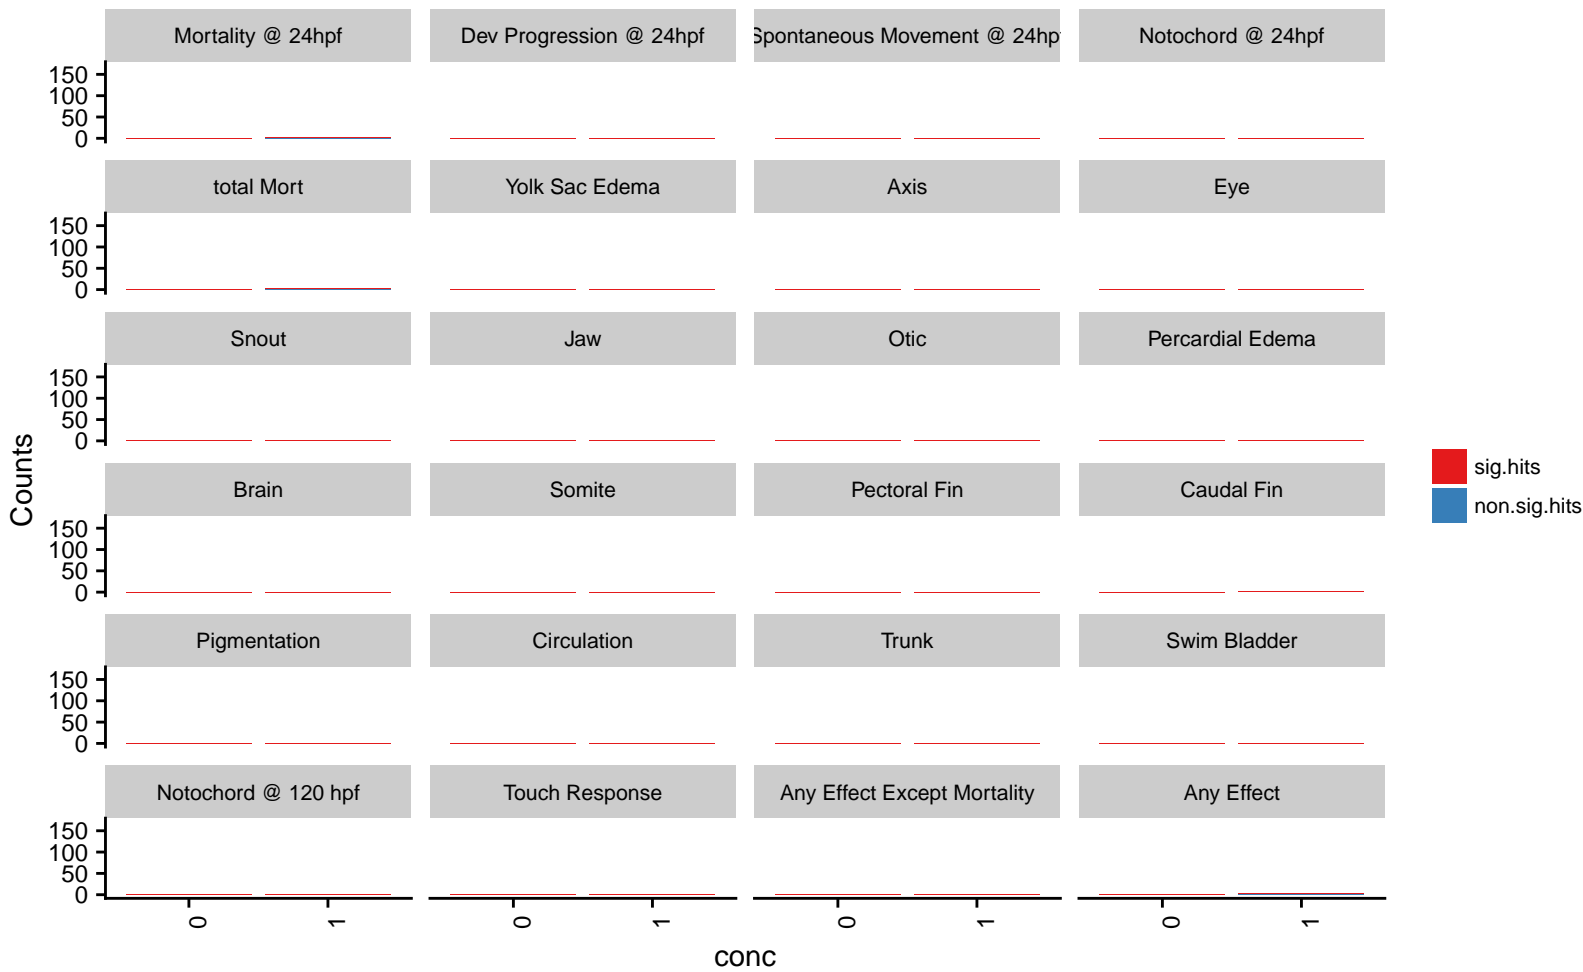 Mortality @ 24hpf
Dev Progression @ 24hpf
Spontaneous Movement @ 24hp
Notochord @ 24hpf
150
100
50
0
total Mort
Yolk Sac Edema
Axis
Eye
150
100
50
0
Snout
Jaw
Otic
Percardial Edema
150
100
50
0
Brain
Somite
Pectoral Fin
Caudal Fin
150
100
50
0
Pigmentation
Circulation
Trunk
Swim Bladder
150
100
50
0
Notochord @ 120 hpf
Touch Response
Any Effect Except Mortality
Any Effect
150
100
50
0
0
1
0
1
0
1
0
1
conc
Counts
sig.hits
non.sig.hits